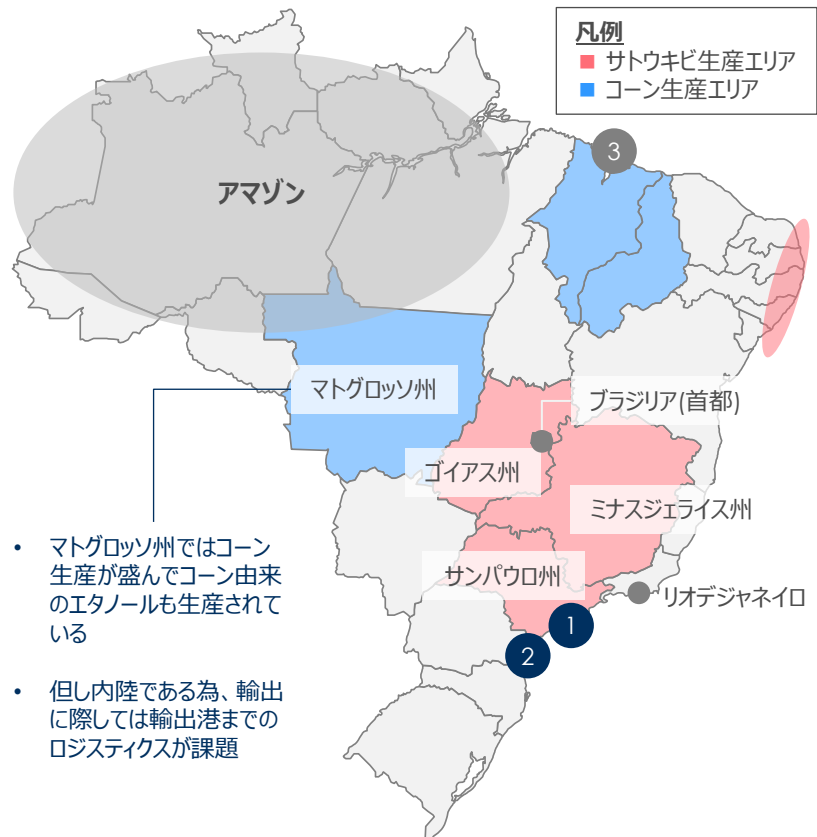 凡例
サトウキビ生産エリア
コーン生産エリア
3
アマゾン
マトグロッソ州
ブラジリア(首都)
ゴイアス州
ミナスジェライス州
サンパウロ州
リオデジャネイロ
1
2
• マトグロッソ州ではコーン
生産が盛んでコーン由来
のエタノールも生産されて
いる
• 但し内陸である為、輸出
に際しては輸出港までの
ロジスティクスが課題